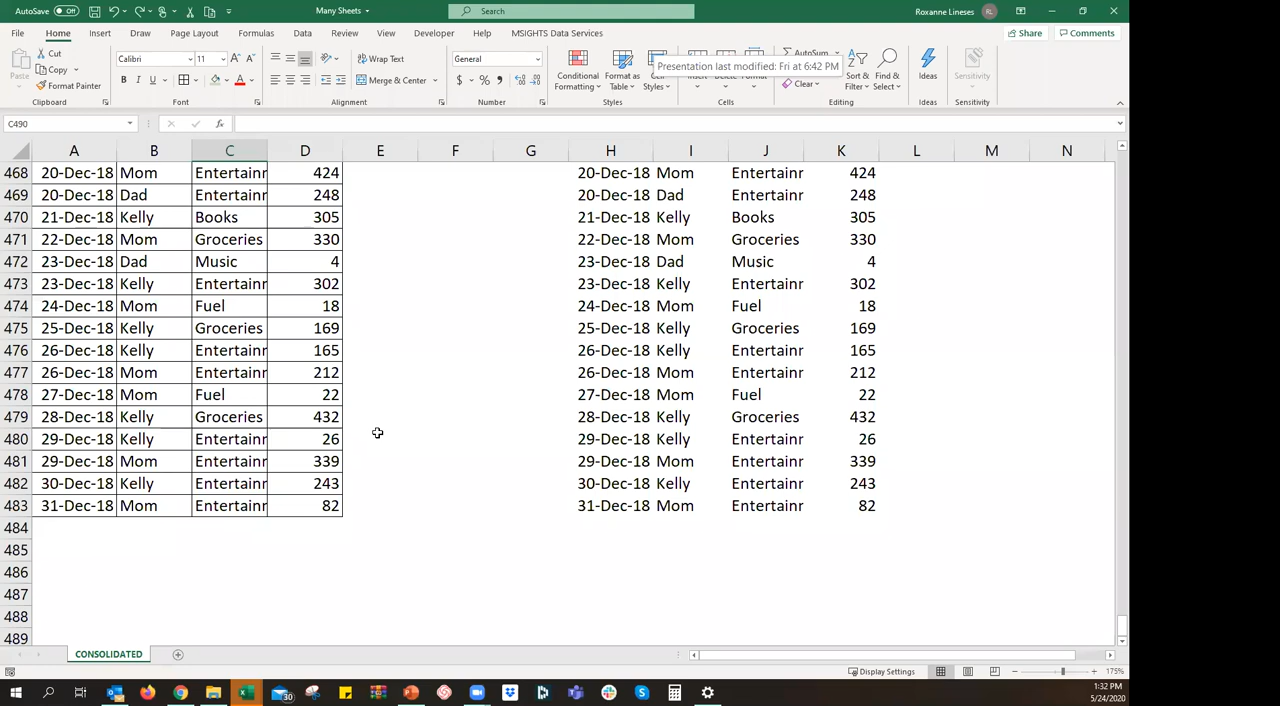 AutoSave Off
Many Sheets
Search
Roxanne Lineses RL
File Home Insert Draw Page Layout Formulas Data Review View Developer Help MSIGHTS Data Services Share Comments
Paste
Cut
Copy
Format Painter
Clipboard
Calibri 11
B I U
Font
Wrap Text
Merge & Center
Alignment
General
$ % ,
Number
Conditional Formatting
Format as Table
Cell Styles
Styles
Presentation last modified: Fri at 6:42 PM
Cells
AutoSum
Clear
Sort & Filter
Find & Select
Editing
Ideas
Ideas
Sensitivity
Sensitivity
C490 fx
A B C D E F G H I J K L M N
468 20-Dec-18 Mom Entertainr 424 20-Dec-18 Mom Entertainr 424
469 20-Dec-18 Dad Entertainr 248 20-Dec-18 Dad Entertainr 248
470 21-Dec-18 Kelly Books 305 21-Dec-18 Kelly Books 305
471 22-Dec-18 Mom Groceries 330 22-Dec-18 Mom Groceries 330
472 23-Dec-18 Dad Music 4 23-Dec-18 Dad Music 4
473 23-Dec-18 Kelly Entertainr 302 23-Dec-18 Kelly Entertainr 302
474 24-Dec-18 Mom Fuel 18 24-Dec-18 Mom Fuel 18
475 25-Dec-18 Kelly Groceries 169 25-Dec-18 Kelly Groceries 169
476 26-Dec-18 Kelly Entertainr 165 26-Dec-18 Kelly Entertainr 165
477 26-Dec-18 Mom Entertainr 212 26-Dec-18 Mom Entertainr 212
478 27-Dec-18 Mom Fuel 22 27-Dec-18 Mom Fuel 22
479 28-Dec-18 Kelly Groceries 432 28-Dec-18 Kelly Groceries 432
480 29-Dec-18 Kelly Entertainr 26 29-Dec-18 Kelly Entertainr 26
481 29-Dec-18 Mom Entertainr 339 29-Dec-18 Mom Entertainr 339
482 30-Dec-18 Kelly Entertainr 243 30-Dec-18 Kelly Entertainr 243
483 31-Dec-18 Mom Entertainr 82 31-Dec-18 Mom Entertainr 82
484
485
486
487
488
489
CONSOLIDATED
Display Settings 175%
30
1:32 PM
5/24/2020